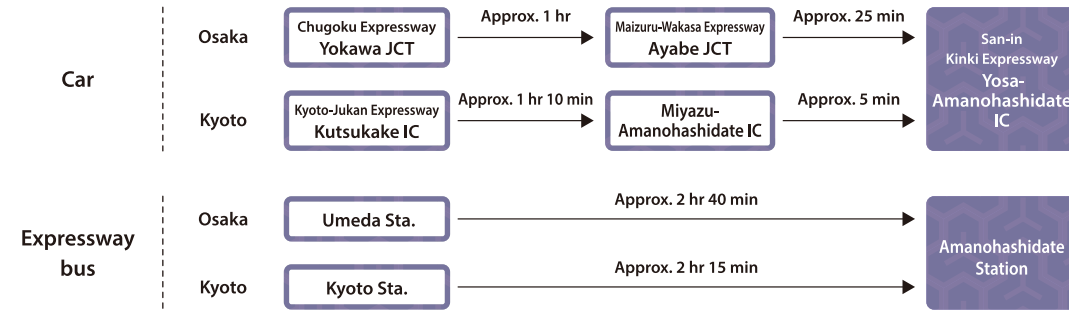 Car
Osaka
Chugoku Expressway
Yokawa JCT
Approx. 1 hr
Maizuru-Wakasa Expressway
Ayabe JCT
Approx. 25 min
Kyoto
Kyoto-Jukan Expressway
Kutsukake IC
Approx. 1 hr 10 min
Miyazu-
Amanohashidate IC
Approx. 5 min
San-in
Kinki Expressway
Yosa-
Amanohashidate
IC
Expressway
bus
Osaka
Umeda Sta.
Approx. 2 hr 40 min
Kyoto
Kyoto Sta.
Approx. 2 hr 15 min
Amanohashidate
Station